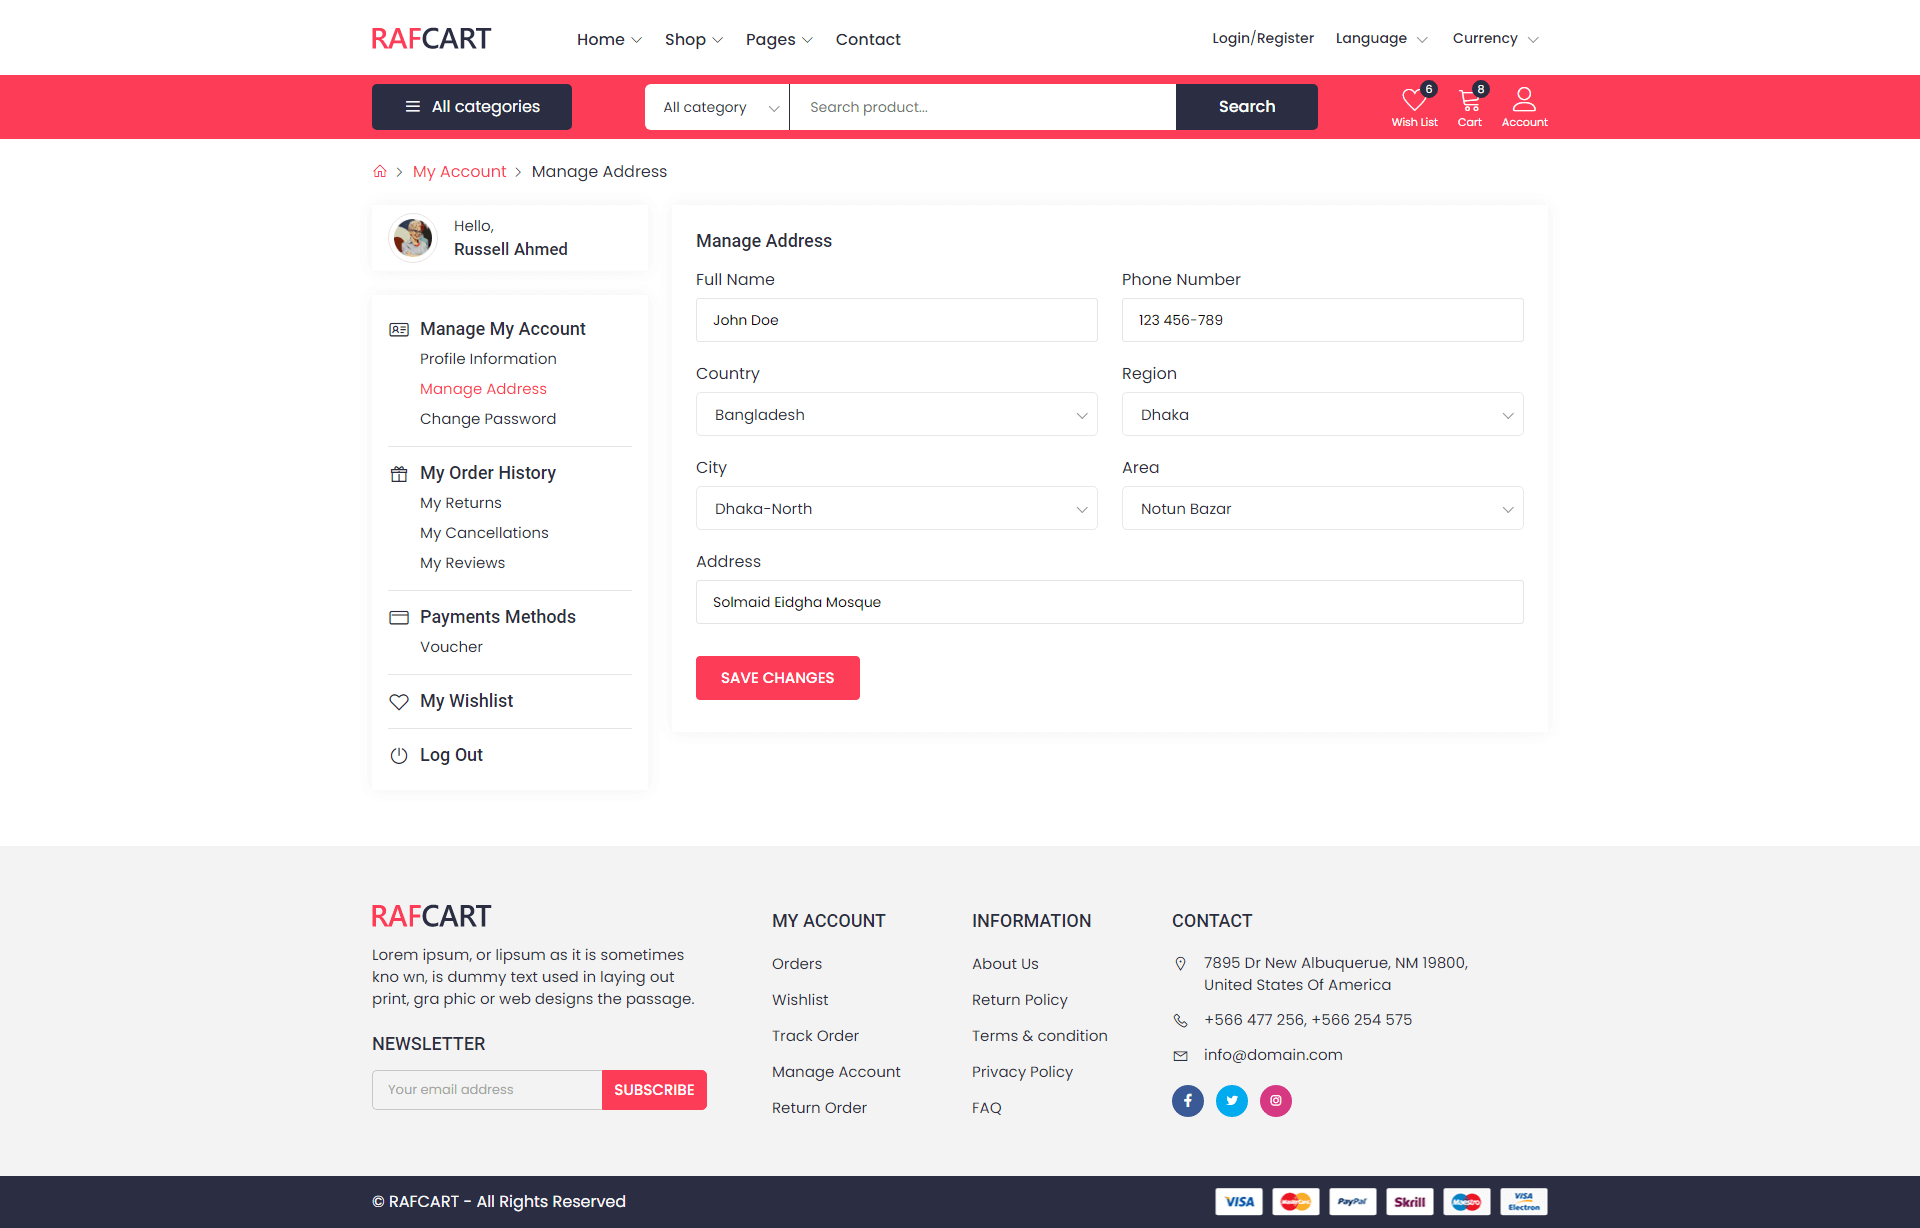 RAFCART
Home Shop Pages Contact
Login/Register Language Currency
All categories
All category Search product... Search
6 8
Wish List Cart Account
My Account > Manage Address
Hello,
Russell Ahmed
Manage My Account
Profile Information
Manage Address
Change Password
My Order History
My Returns
My Cancellations
My Reviews
Payments Methods
Voucher
My Wishlist
Log Out
Manage Address
Full Name Phone Number
John Doe 123 456-789
Country Region
Bangladesh Dhaka
City Area
Dhaka-North Notun Bazar
Address
Solmaid Eidgha Mosque
SAVE CHANGES
RAFCART
Lorem ipsum, or lipsum as it is sometimes
kno wn, is dummy text used in laying out
print, gra phic or web designs the passage.
NEWSLETTER
Your email address SUBSCRIBE
MY ACCOUNT
Orders
Wishlist
Track Order
Manage Account
Return Order
INFORMATION
About Us
Return Policy
Terms & condition
Privacy Policy
FAQ
CONTACT
7895 Dr New Albuquerue, NM 19800,
United States Of America
+566 477 256, +566 254 575
info@domain.com
© RAFCART - All Rights Reserved
VISA MasterCard PayPal Skrill Maestro VISA Electron